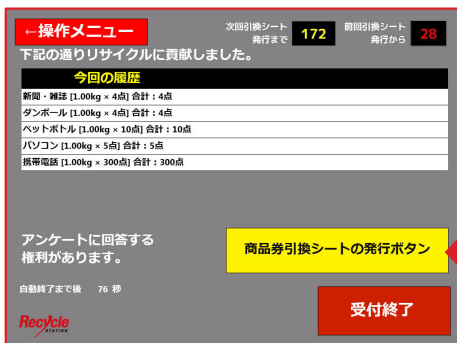 ←操作メニュー
次回引換シート
発行まで
172
前回引換シート
発行から
28
下記の通りリサイクルに貢献しました。
今回の履歴
新聞・雑誌 [1.00kg × 4点] 合計：4点
ダンボール [1.00kg × 4点] 合計：4点
ペットボトル [1.00kg × 10点] 合計：10点
パソコン [1.00kg × 5点] 合計：5点
携帯電話 [1.00kg × 300点] 合計：300点
アンケートに回答する
権利があります。
商品券引換シートの発行ボタン
自動終了まで後 76 秒
受付終了
Recycle
STATION